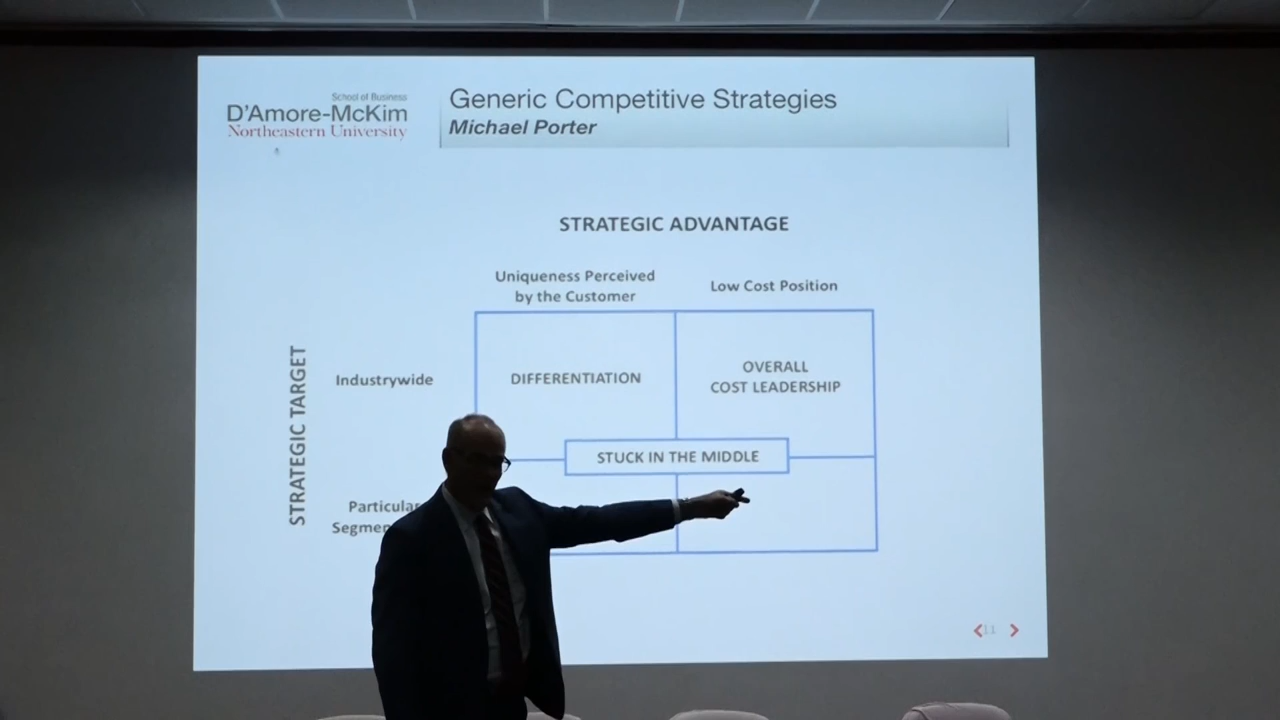 School of Business
D'Amore-McKim
Northeastern University
Generic Competitive Strategies
Michael Porter
STRATEGIC ADVANTAGE
Uniqueness Perceived
by the Customer
Low Cost Position
STRATEGIC TARGET
Industrywide
DIFFERENTIATION
OVERALL
COST LEADERSHIP
STUCK IN THE MIDDLE
Particular
11